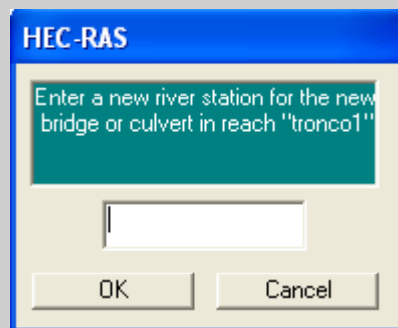 HEC-RAS
Enter a new river station for the new
bridge or culvert in reach "tronco1"
OK
Cancel